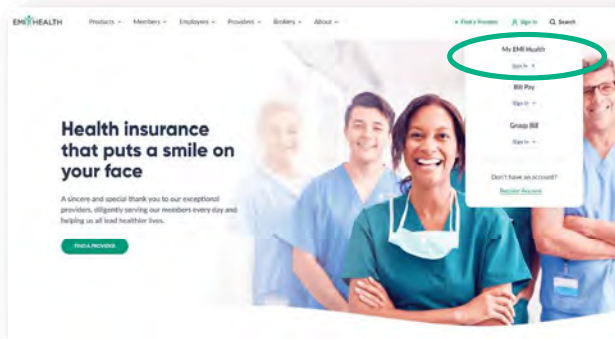 EMI HEALTH
Products Members Employers Providers Brokers About
Find a Provider Sign In Search
My EMI Health
Sign In
Bill Pay
Sign In
Group Bill
Sign In
Don't have an account?
Register Account
Health insurance
that puts a smile on
your face
A sincere and special thank you to our exceptional
providers, diligently serving our members every day and
helping us all lead healthier lives.
FIND A PROVIDER